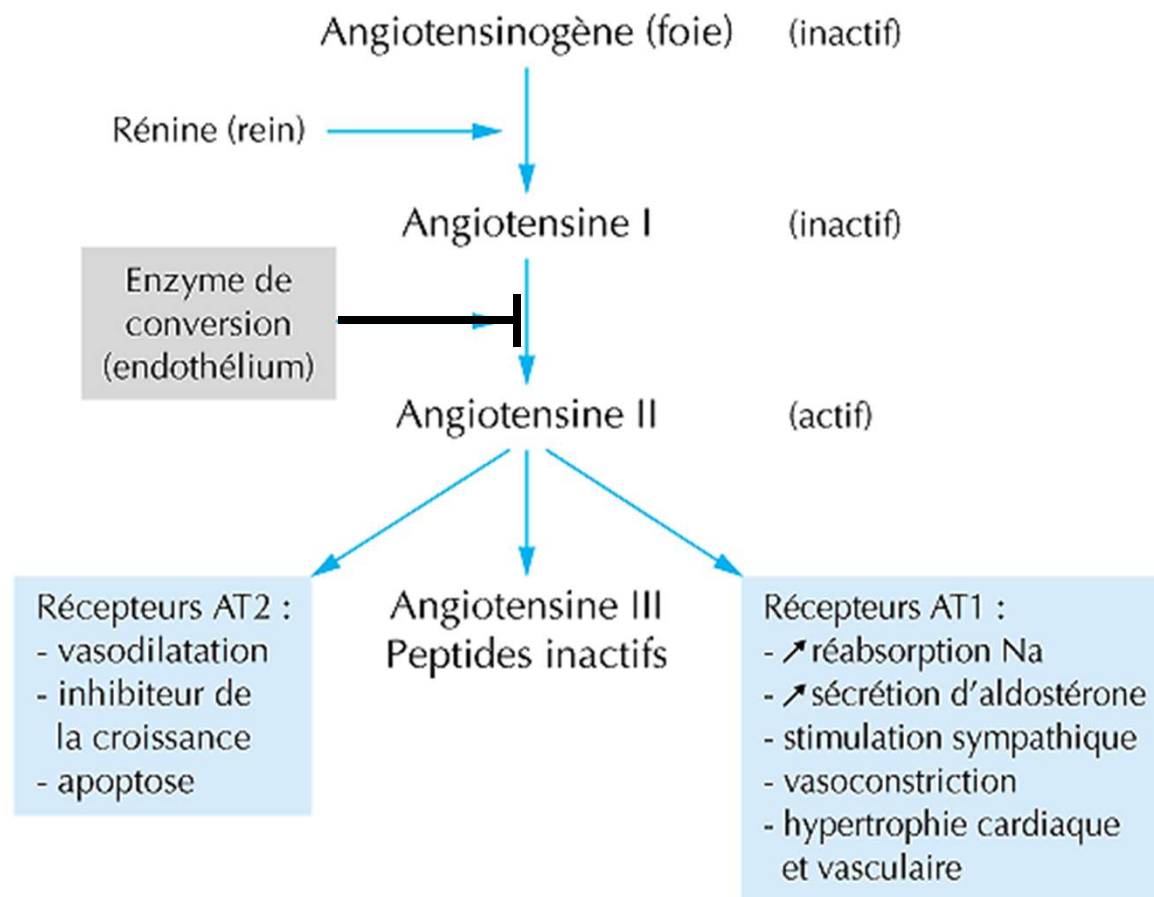 Angiotensinogène (foie) (inactif)
Rénine (rein)
Angiotensine I (inactif)
Enzyme de
conversion
(endothélium)
Angiotensine II (actif)
Récepteurs AT2 :
- vasodilatation
- inhibiteur de
la croissance
- apoptose
Angiotensine III
Peptides inactifs
Récepteurs AT1 :
- ↗ réabsorption Na
- ↗ sécrétion d'aldostérone
- stimulation sympathique
- vasoconstriction
- hypertrophie cardiaque
et vasculaire